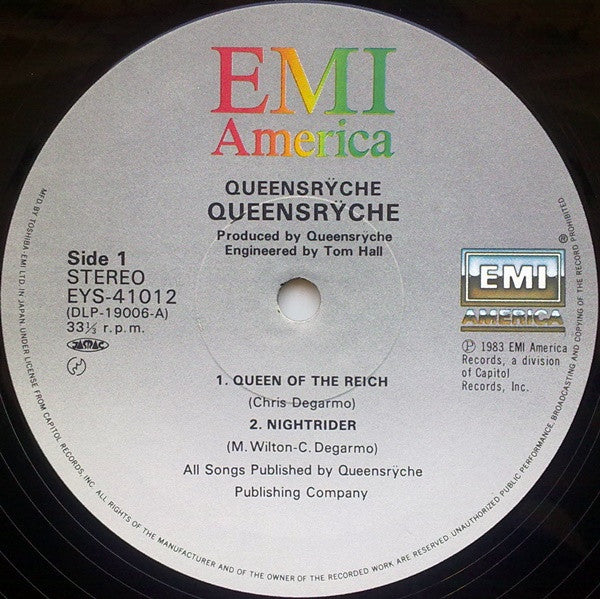 EMI
America
QUEENSRŸCHE
QUEENSRŸCHE
Produced by Queensryche
Engineered by Tom Hall
Side 1
STEREO
EYS-41012
(DLP-19006-A)
33⅓ r.p.m.
JASRAC
EMI
AMERICA
®
Ⓟ 1983 EMI America
Records, a division
of Capitol
Records, Inc.
1. QUEEN OF THE REICH
(Chris Degarmo)
2. NIGHTRIDER
(M. Wilton-C. Degarmo)
All Songs Published by Queensrÿche
Publishing Company
MFD BY TOSHIBA-EMI LTD. IN JAPAN UNDER LICENSE FROM CAPITOL RECORDS, INC. ALL RIGHTS OF THE MANUFACTURER AND OF THE OWNER OF THE RECORDED WORK ARE RESERVED. UNAUTHORIZED PUBLIC PERFORMANCE, BROADCASTING AND COPYING OF THE RECORD PROHIBITED.